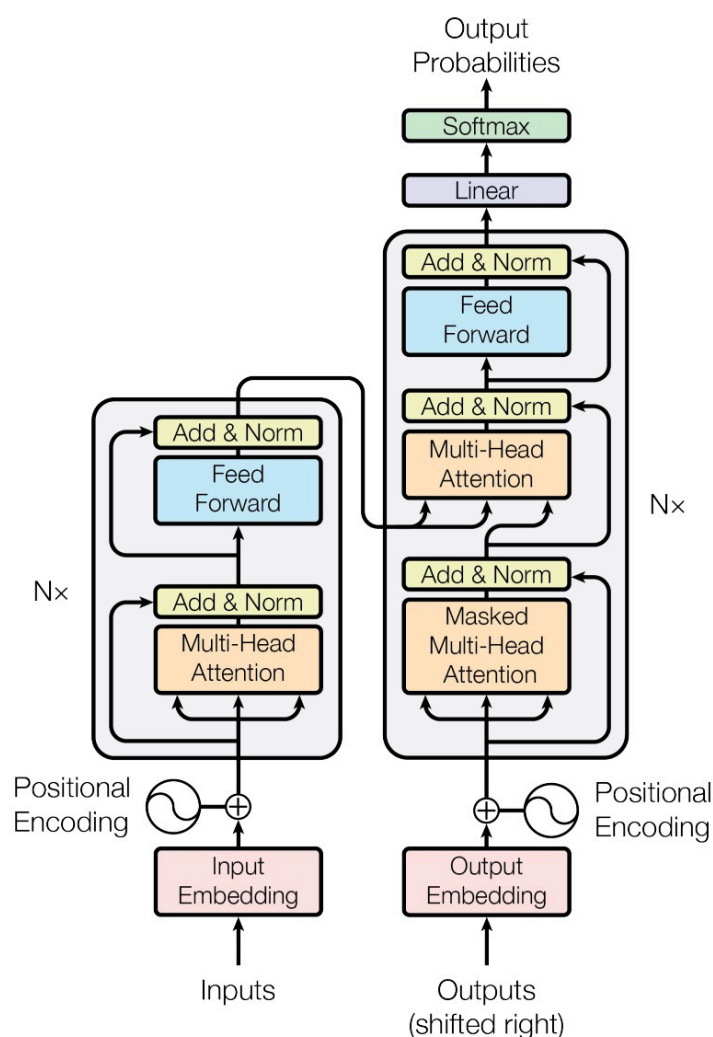 Output
Probabilities
Softmax
Linear
Add & Norm
Feed
Forward
Add & Norm
Multi-Head
Attention
Nx
Add & Norm
Masked
Multi-Head
Attention
Add & Norm
Feed
Forward
Nx
Add & Norm
Multi-Head
Attention
Positional
Encoding
Positional
Encoding
Input
Embedding
Output
Embedding
Inputs
Outputs
(shifted right)